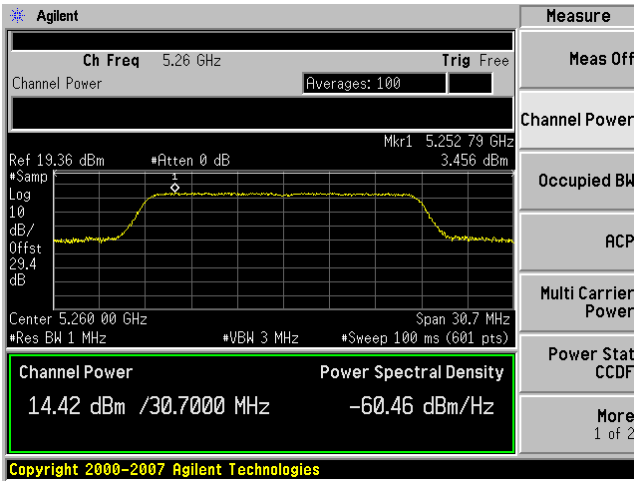 Agilent
Measure
Ch Freq 5.26 GHz Trig Free
Channel Power Averages: 100
Mkr1 5.252 79 GHz
Ref 19.36 dBm #Atten 0 dB 3.456 dBm
#Samp
Log
10
dB/
Offst
29.4
dB
1
Center 5.260 00 GHz Span 30.7 MHz
#Res BW 1 MHz #VBW 3 MHz #Sweep 100 ms (601 pts)
Channel Power Power Spectral Density
14.42 dBm /30.7000 MHz -60.46 dBm/Hz
Copyright 2000-2007 Agilent Technologies
Meas Off
Channel Power
Occupied BW
ACP
Multi Carrier
Power
Power Stat
CCDF
More
1 of 2